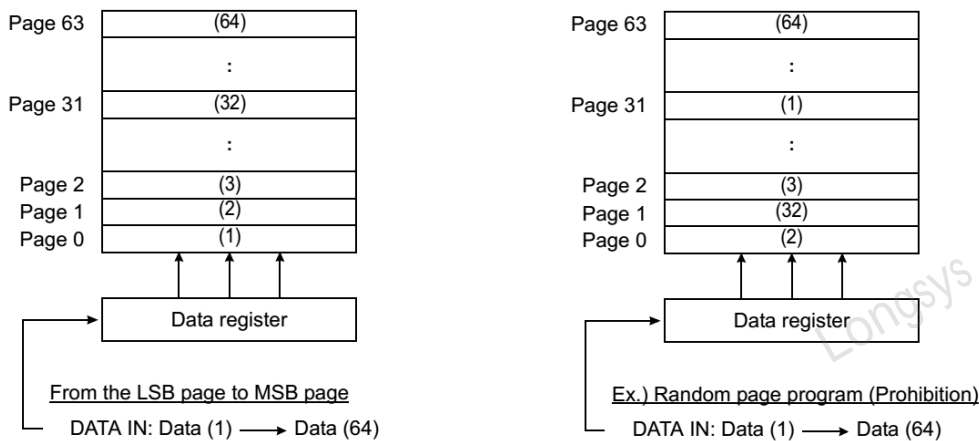 Page 63 (64)
:
Page 31 (32)
:
Page 2 (3)
Page 1 (2)
Page 0 (1)
Data register
From the LSB page to MSB page
DATA IN: Data (1) → Data (64)
Page 63 (64)
:
Page 31 (1)
:
Page 2 (3)
Page 1 (32)
Page 0 (2)
Data register
Longsys
Ex.) Random page program (Prohibition)
DATA IN: Data (1) → Data (64)